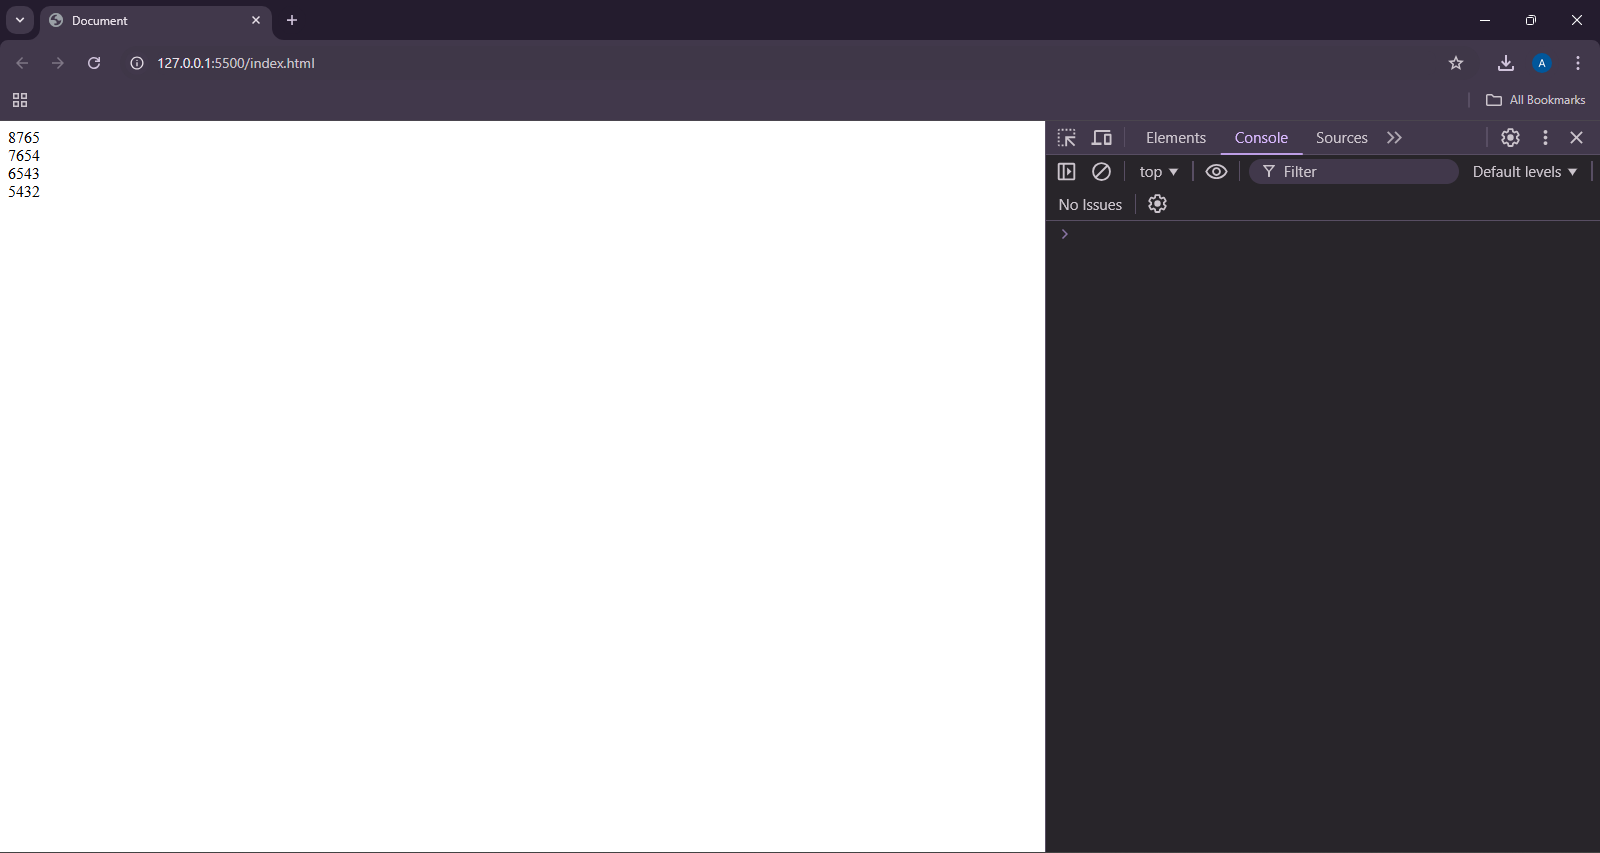 Document
127.0.0.1:5500/index.html
A
All Bookmarks
8765
7654
6543
5432
Elements Console Sources
top Filter Default levels
No Issues